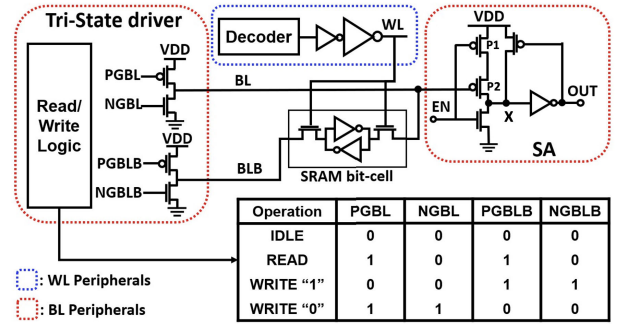 Tri-State driver
Read/
Write
Logic
VDD
PGBL
NGBL
VDD
PGBLB
NGBLB
Decoder
WL
BL
BLB
SRAM bit-cell
VDD
P1
P2
EN
X
OUT
SA
Operation PGBL NGBL PGBLB NGBLB
IDLE 0 0 0 0
READ 1 0 1 0
WRITE “1” 0 0 1 1
WRITE “0” 1 1 0 0
: WL Peripherals
: BL Peripherals